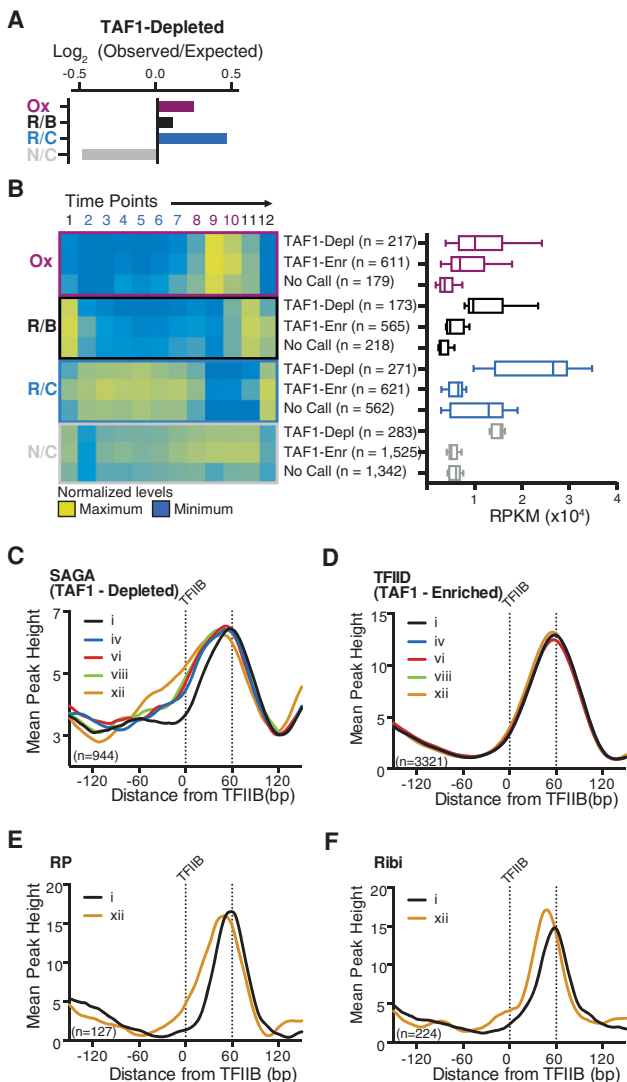 A
TAF1-Depleted
Log2 (Observed/Expected)
-0.5 0.0 0.5
Ox
R/B
R/C
N/C
B
Time Points
1 2 3 4 5 6 7 8 9 10 11 12
Ox
TAF1-Depl (n = 217)
TAF1-Enr (n = 611)
No Call (n = 179)
R/B
TAF1-Depl (n = 173)
TAF1-Enr (n = 565)
No Call (n = 218)
R/C
TAF1-Depl (n = 271)
TAF1-Enr (n = 621)
No Call (n = 562)
N/C
TAF1-Depl (n = 283)
TAF1-Enr (n = 1,525)
No Call (n = 1,342)
Normalized levels
Maximum Minimum
1 2 3 4
RPKM (x10^4)
C
SAGA
(TAF1 - Depleted)
TFIIB
Mean Peak Height
7
5
3
i
iv
vi
viii
xii
(n=944)
-120 -60 0 60 120
Distance from TFIIB(bp)
D
TFIID
(TAF1 - Enriched)
TFIIB
Mean Peak Height
15
10
5
0
i
iv
vi
viii
xii
(n=3321)
-120 -60 0 60 120
Distance from TFIIB(bp)
E
RP
TFIIB
Mean Peak Height
20
15
10
5
0
i
xii
(n=127)
-120 -60 0 60 120
Distance from TFIIB (bp)
F
Ribi
TFIIB
Mean Peak Height
20
15
10
5
0
i
xii
(n=224)
-120 -60 0 60 120
Distance from TFIIB (bp)